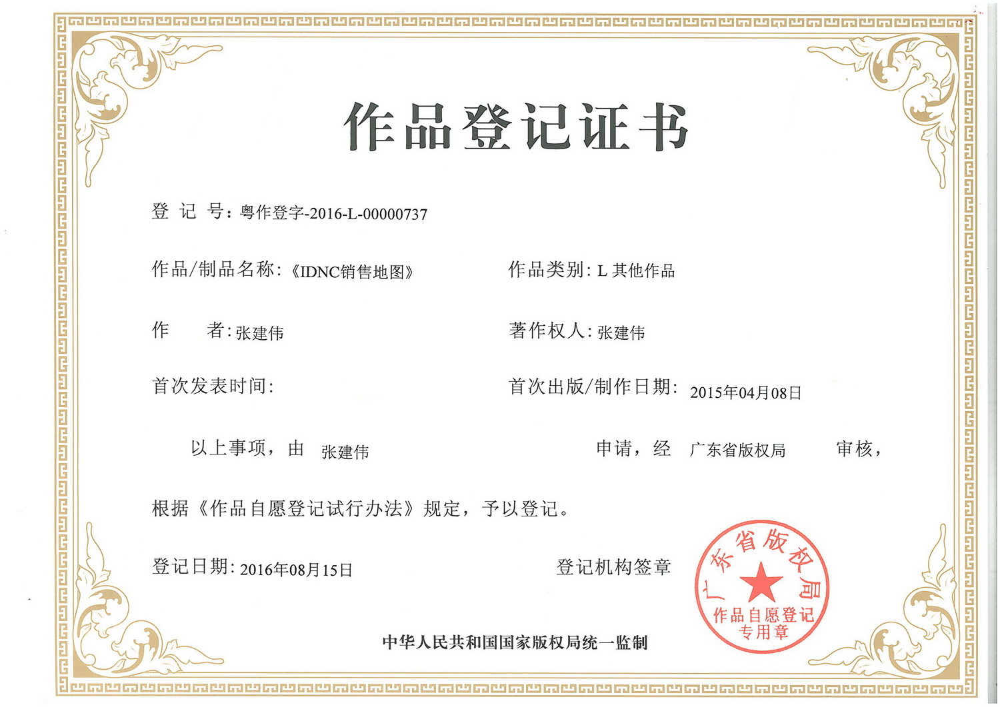 作品登记证书
登 记 号: 粤作登字-2016-L-00000737
作品/制品名称:《IDNC销售地图》 作品类别: L 其他作品
作 者: 张建伟 著作权人: 张建伟
首次发表时间: 首次出版/制作日期: 2015年04月08日
以上事项，由 张建伟 申请，经 广东省版权局 审核，
根据《作品自愿登记试行办法》规定，予以登记。
登记日期: 2016年08月15日 登记机构签章
广东省版权局
作品自愿登记
专用章
中华人民共和国国家版权局统一监制